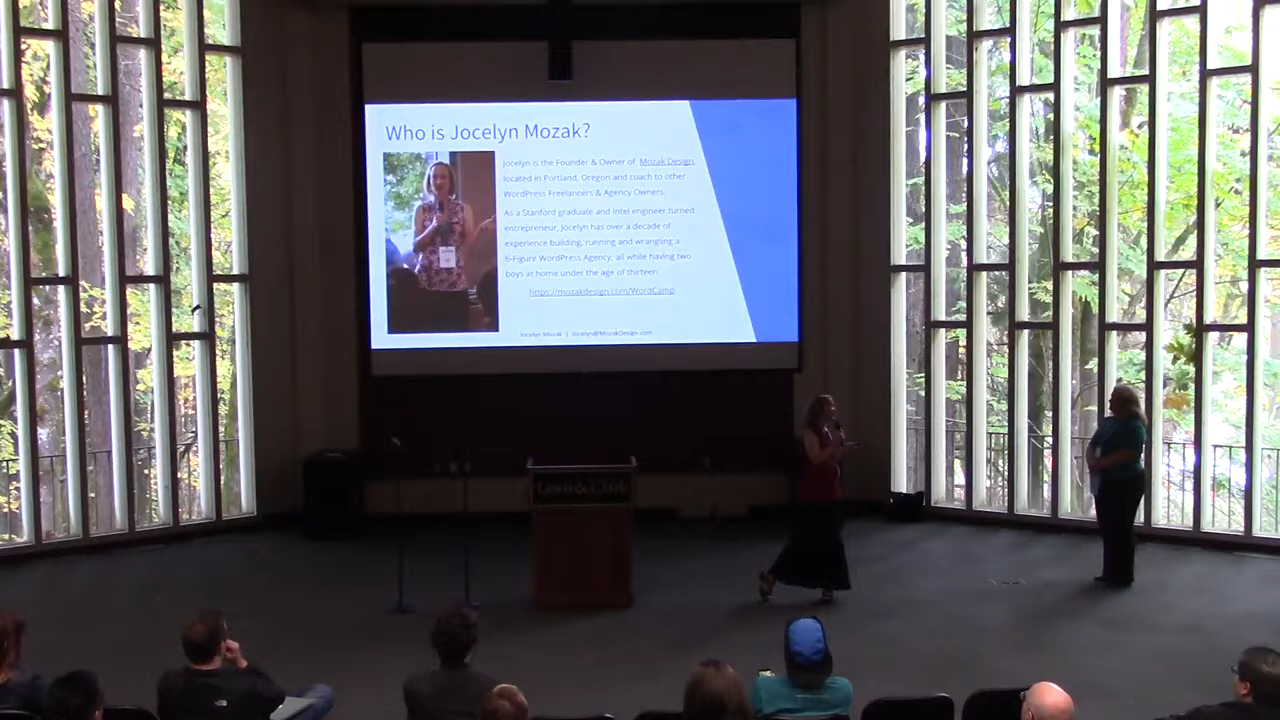 Who is Jocelyn Mozak?
Jocelyn is the Founder & Owner of Mozak Design,
located in Portland, Oregon and coach to other
WordPress Freelancers & Agency Owners.
As a Stanford graduate and Intel engineer turned
entrepreneur, Jocelyn has over a decade of
experience building, running and wrangling a
6-Figure WordPress Agency, all while having two
boys at home under the age of thirteen.
https://mozakdesign.com/WordCamp
Jocelyn Mozak | Jocelyn@MozakDesign.com
Lewis & Clark